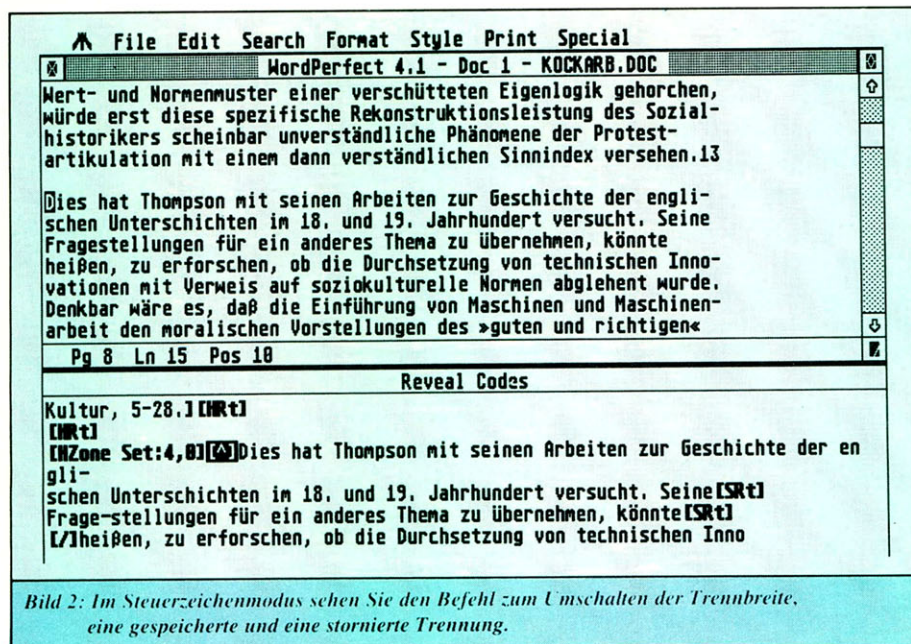 File Edit Search Format Style Print Special
WordPerfect 4.1 - Doc 1 - KOCKARB.DOC
Wert- und Normenmuster einer verschütteten Eigenlogik gehorchen,
würde erst diese spezifische Rekonstruktionsleistung des Sozial-
historikers scheinbar unverständliche Phänomene der Protest-
artikulation mit einem dann verständlichen Sinnindex versehen.13
Dies hat Thompson mit seinen Arbeiten zur Geschichte der engli-
schen Unterschichten im 18. und 19. Jahrhundert versucht. Seine
Fragestellungen für ein anderes Thema zu übernehmen, könnte
heißen, zu erforschen, ob die Durchsetzung von technischen Inno-
vationen mit Verweis auf soziokulturelle Normen abglehent wurde.
Denkbar wäre es, daß die Einführung von Maschinen und Maschinen-
arbeit den moralischen Vorstellungen des »guten und richtigen«
Pg 8 Ln 15 Pos 10
Reveal Codes
Kultur, 5-28.][HRt]
[HRt]
[HZone Set:4,0][^]Dies hat Thompson mit seinen Arbeiten zur Geschichte der en
gli-
schen Unterschichten im 18. und 19. Jahrhundert versucht. Seine[SRt]
Frage-stellungen für ein anderes Thema zu übernehmen, könnte[SRt]
[/]heißen, zu erforschen, ob die Durchsetzung von technischen Inno
Bild 2: Im Steuerzeichenmodus sehen Sie den Befehl zum Umschalten der Trennbreite,
eine gespeicherte und eine stornierte Trennung.